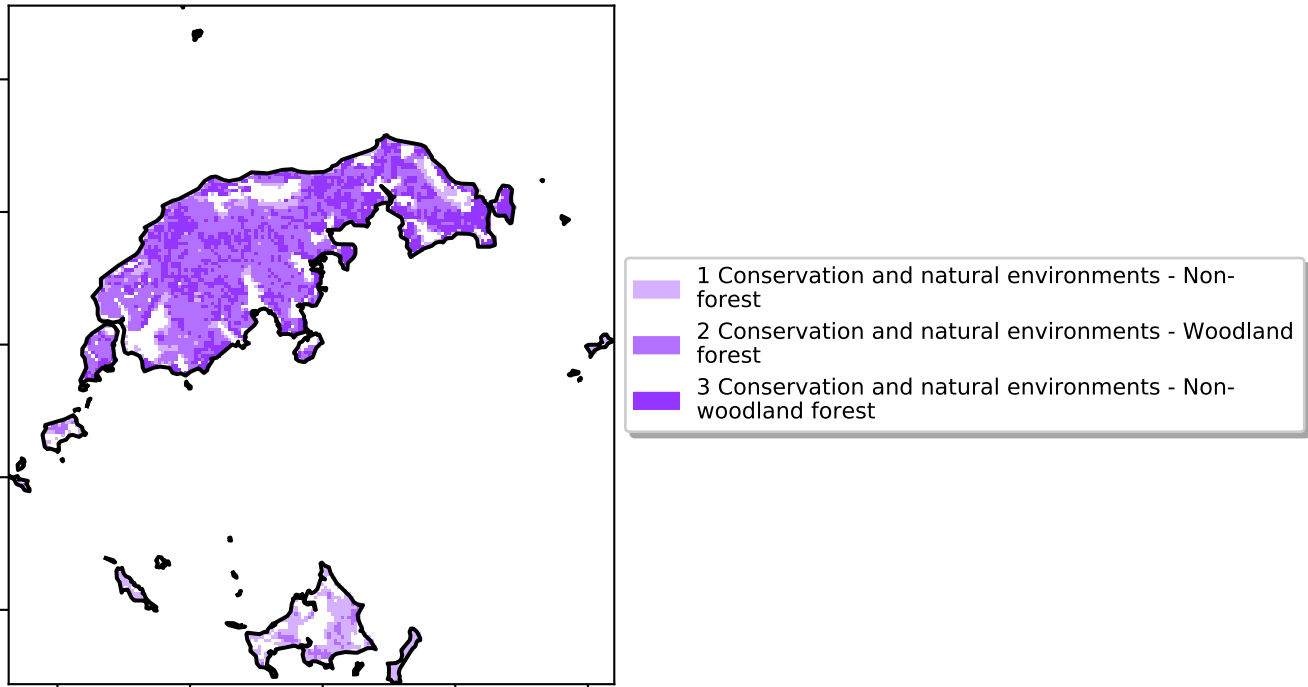 1 Conservation and natural environments - Non-
forest
2 Conservation and natural environments - Woodland
forest
3 Conservation and natural environments - Non-
woodland forest